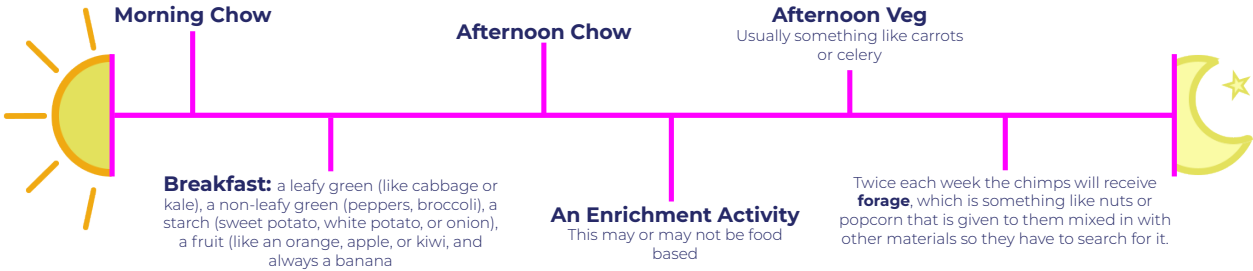 Morning Chow
Breakfast: a leafy green (like cabbage or
kale), a non-leafy green (peppers, broccoli), a
starch (sweet potato, white potato, or onion),
a fruit (like an orange, apple, or kiwi, and
always a banana
Afternoon Chow
An Enrichment Activity
This may or may not be food
based
Afternoon Veg
Usually something like carrots
or celery
Twice each week the chimps will receive
forage, which is something like nuts or
popcorn that is given to them mixed in with
other materials so they have to search for it.